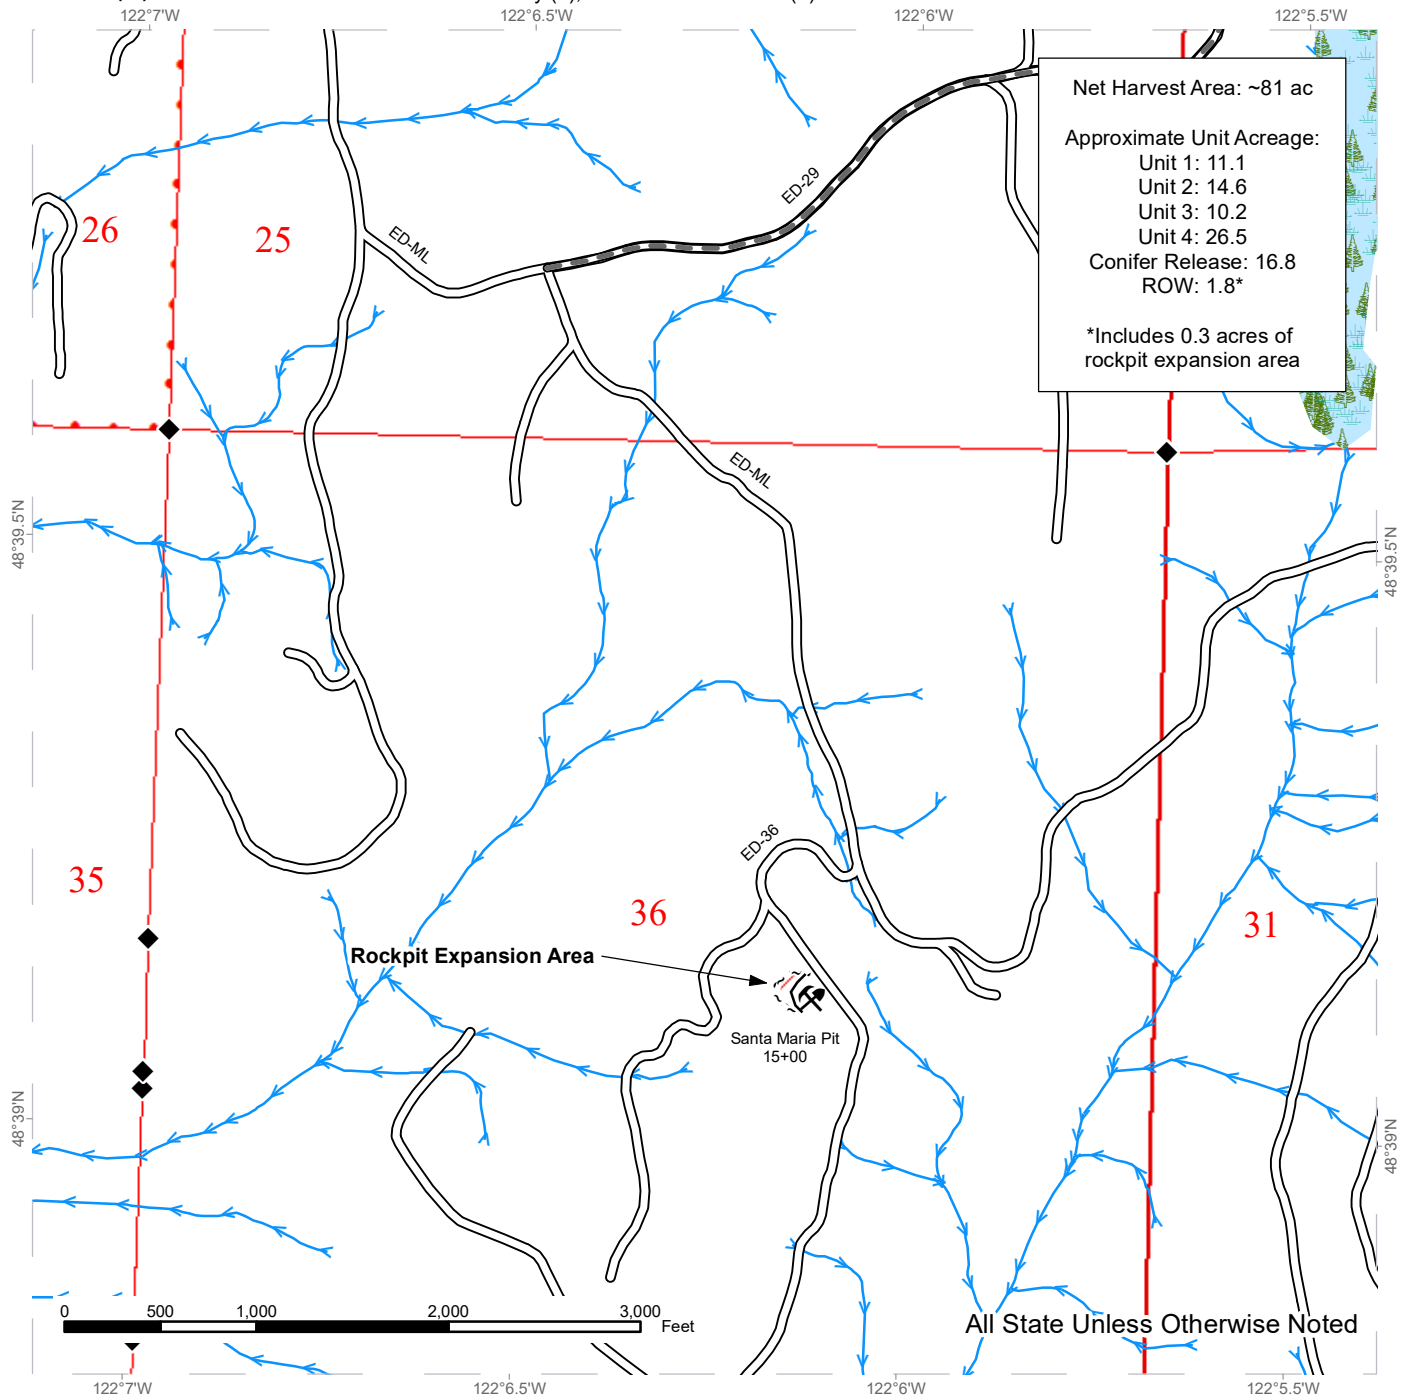 122°7'W
122°6.5'W
122°6'W
122°5.5'W
Net Harvest Area: ~81 ac
Approximate Unit Acreage:
Unit 1: 11.1
Unit 2: 14.6
Unit 3: 10.2
Unit 4: 26.5
Conifer Release: 16.8
ROW: 1.8*
*Includes 0.3 acres of
rockpit expansion area
ED-29
26
25
ED-ML
ED-ML
48°39.5'N
48°39.5'N
ED-36
35
36
31
Rockpit Expansion Area
Santa Maria Pit
15+00
48°39'N
48°39'N
0 500 1,000 2,000 3,000
Feet
All State Unless Otherwise Noted
122°7'W
122°6.5'W
122°6'W
122°5.5'W